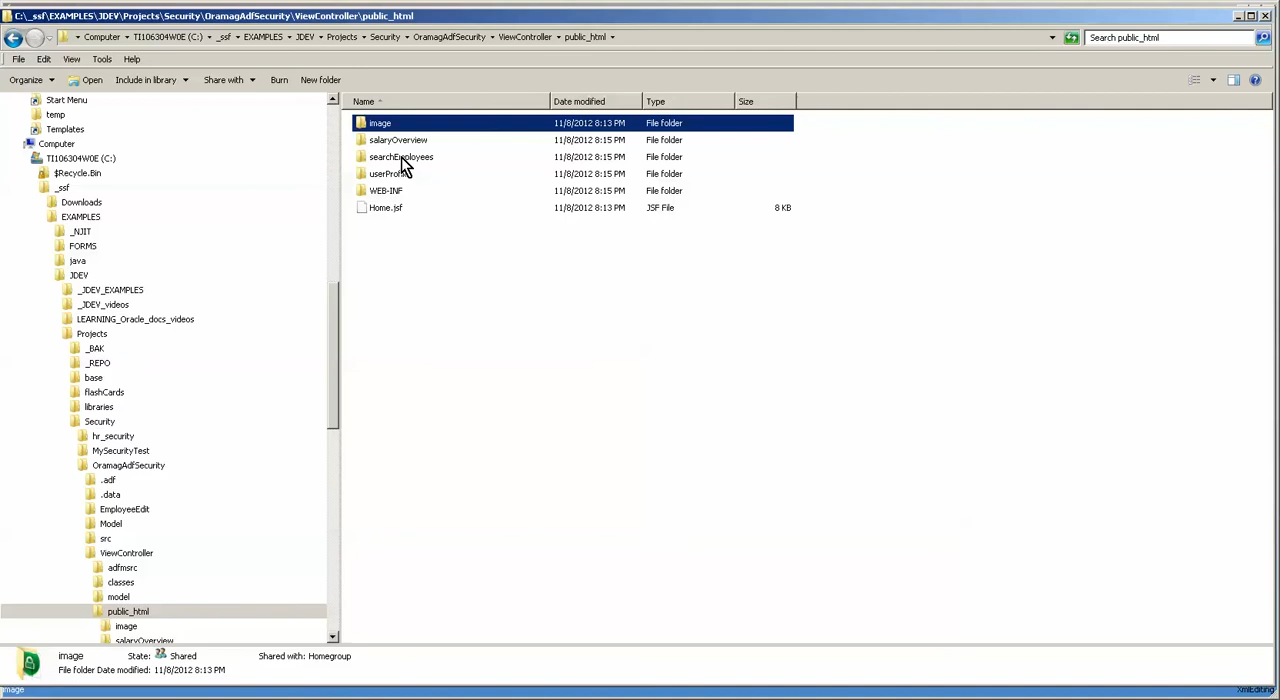 C:\_ssf\EXAMPLES\JDEV\Projects\Security\OramagAdfSecurity\ViewController\public_html
Computer TI106304W0E (C:) _ssf EXAMPLES JDEV Projects Security OramagAdfSecurity ViewController public_html Search public_html
File Edit View Tools Help
Organize Open Include in library Share with Burn New folder
Name Date modified Type Size
image 11/8/2012 8:13 PM File folder
salaryOverview 11/8/2012 8:15 PM File folder
searchEmployees 11/8/2012 8:15 PM File folder
11/8/2012 8:15 PM File folder
WEB-INF 11/8/2012 8:15 PM File folder
Home.jsf 11/8/2012 8:13 PM JSF File 8 KB
Start Menu
temp
Templates
Computer
TI106304W0E (C:)
$Recycle.Bin
_ssf
Downloads
EXAMPLES
_NJIT
FORMS
java
JDEV
_JDEV_EXAMPLES
_JDEV_videos
LEARNING_Oracle_docs_videos
Projects
_BAK
_REPO
base
flashCards
libraries
Security
hr_security
MySecurityTest
OramagAdfSecurity
.adf
.data
EmployeeEdit
Model
src
ViewController
adfmsrc
classes
model
public_html
image
salaryOverview
image State: Shared Shared with: Homegroup
File folder Date modified: 11/8/2012 8:13 PM
image XmlEditing